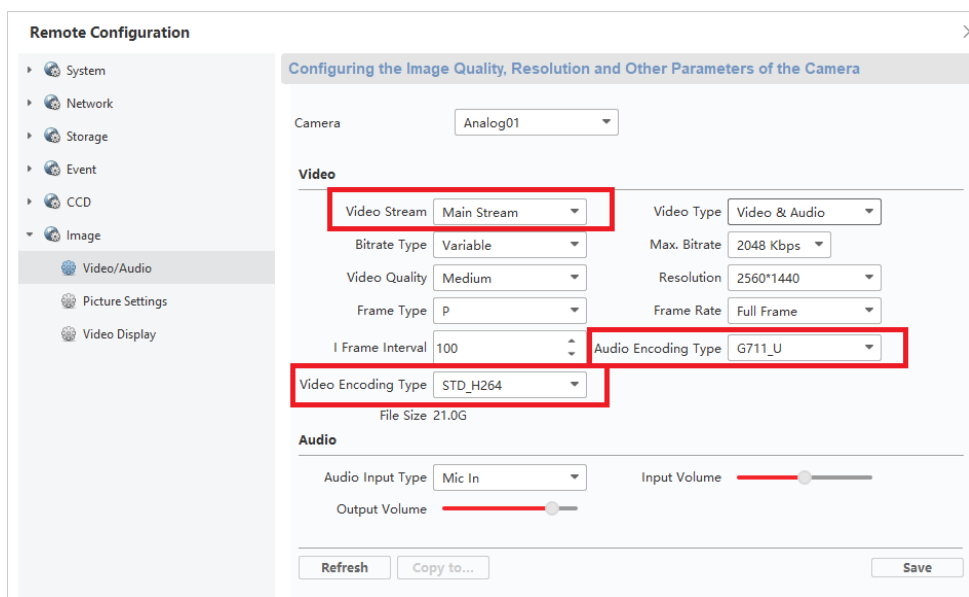 Remote Configuration
System
Network
Storage
Event
CCD
Image
Video/Audio
Picture Settings
Video Display
Configuring the Image Quality, Resolution and Other Parameters of the Camera
Camera Analog01
Video
Video Stream Main Stream Video Type Video & Audio
Bitrate Type Variable Max. Bitrate 2048 Kbps
Video Quality Medium Resolution 2560*1440
Frame Type P Frame Rate Full Frame
I Frame Interval 100 Audio Encoding Type G711_U
Video Encoding Type STD_H264
File Size 21.0G
Audio
Audio Input Type Mic In Input Volume
Output Volume
Refresh Copy to... Save